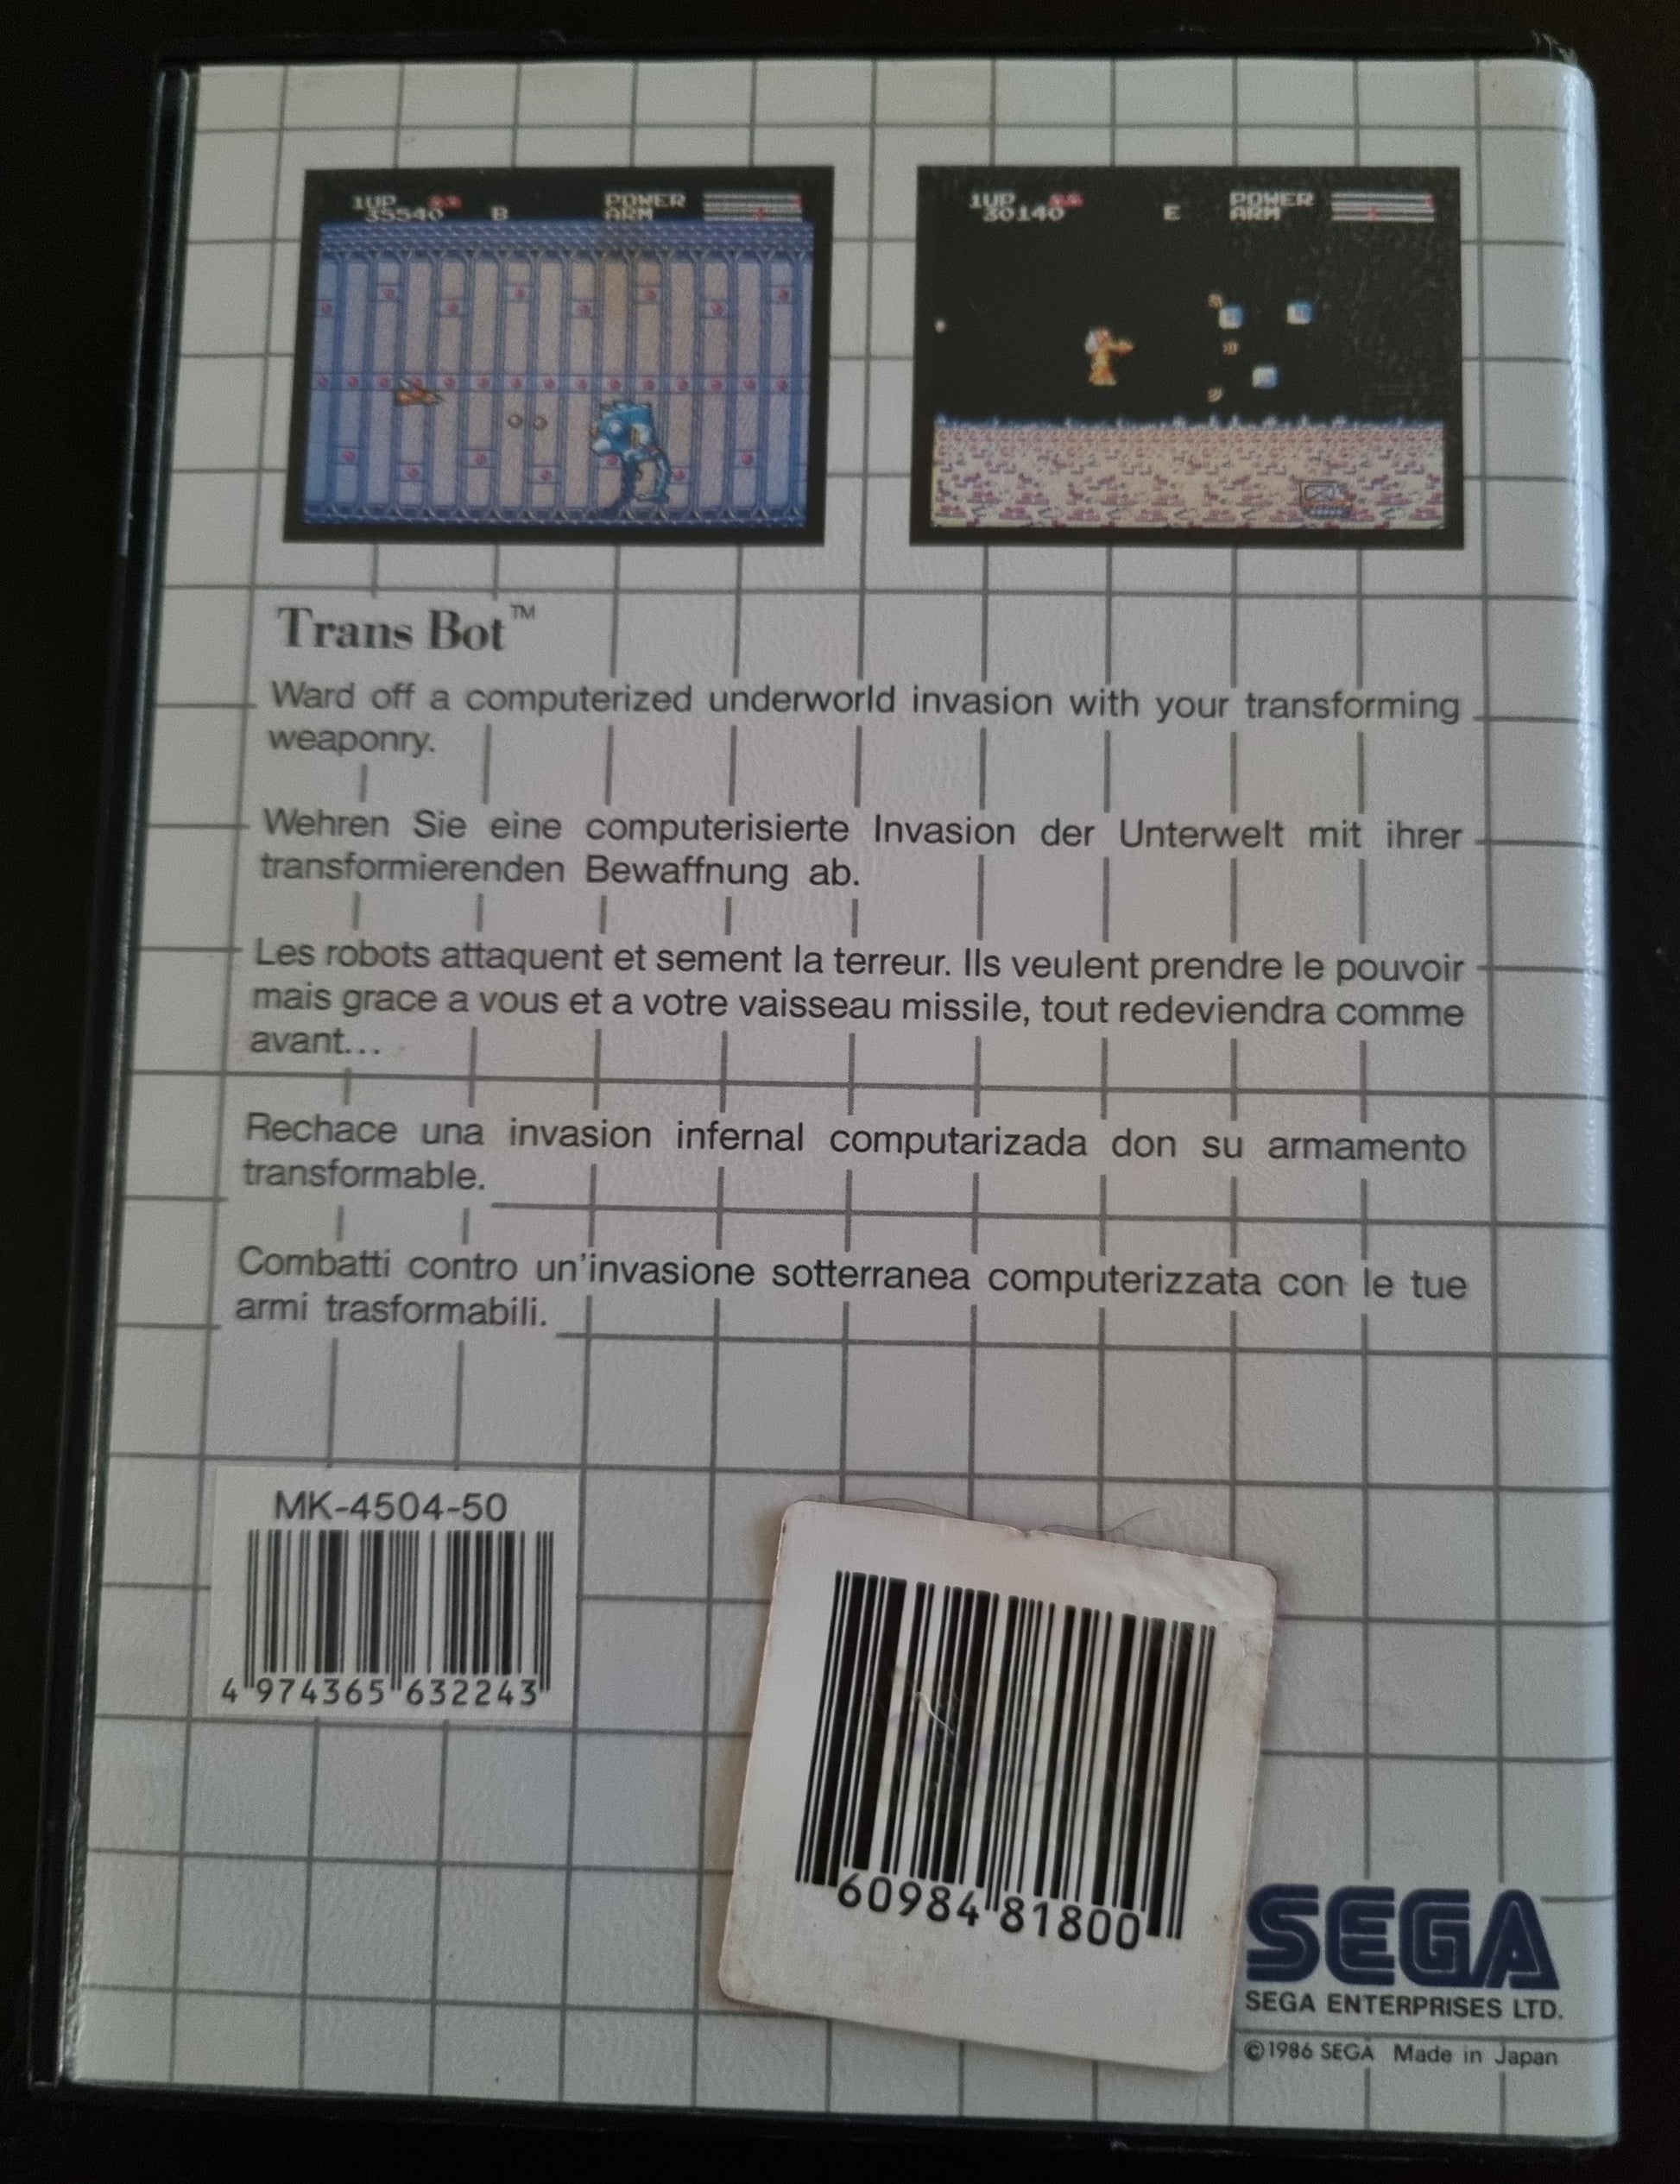 1UP
35540 B POWER
ARM
1UP
30140 E POWER
ARM
Trans Bot™
Ward off a computerized underworld invasion with your transforming
weaponry.
Wehren Sie eine computerisierte Invasion der Unterwelt mit ihrer
transformierenden Bewaffnung ab.
Les robots attaquent et sement la terreur. Ils veulent prendre le pouvoir
mais grace a vous et a votre vaisseau missile, tout redeviendra comme
avant...
Rechace una invasion infernal computarizada don su armamento
transformable.
Combatti contro un'invasione sotterranea computerizzata con le tue
armi trasformabili.
MK-4504-50
4 974365 632243
60984 81800
SEGA
SEGA ENTERPRISES LTD.
©1986 SEGA Made in Japan